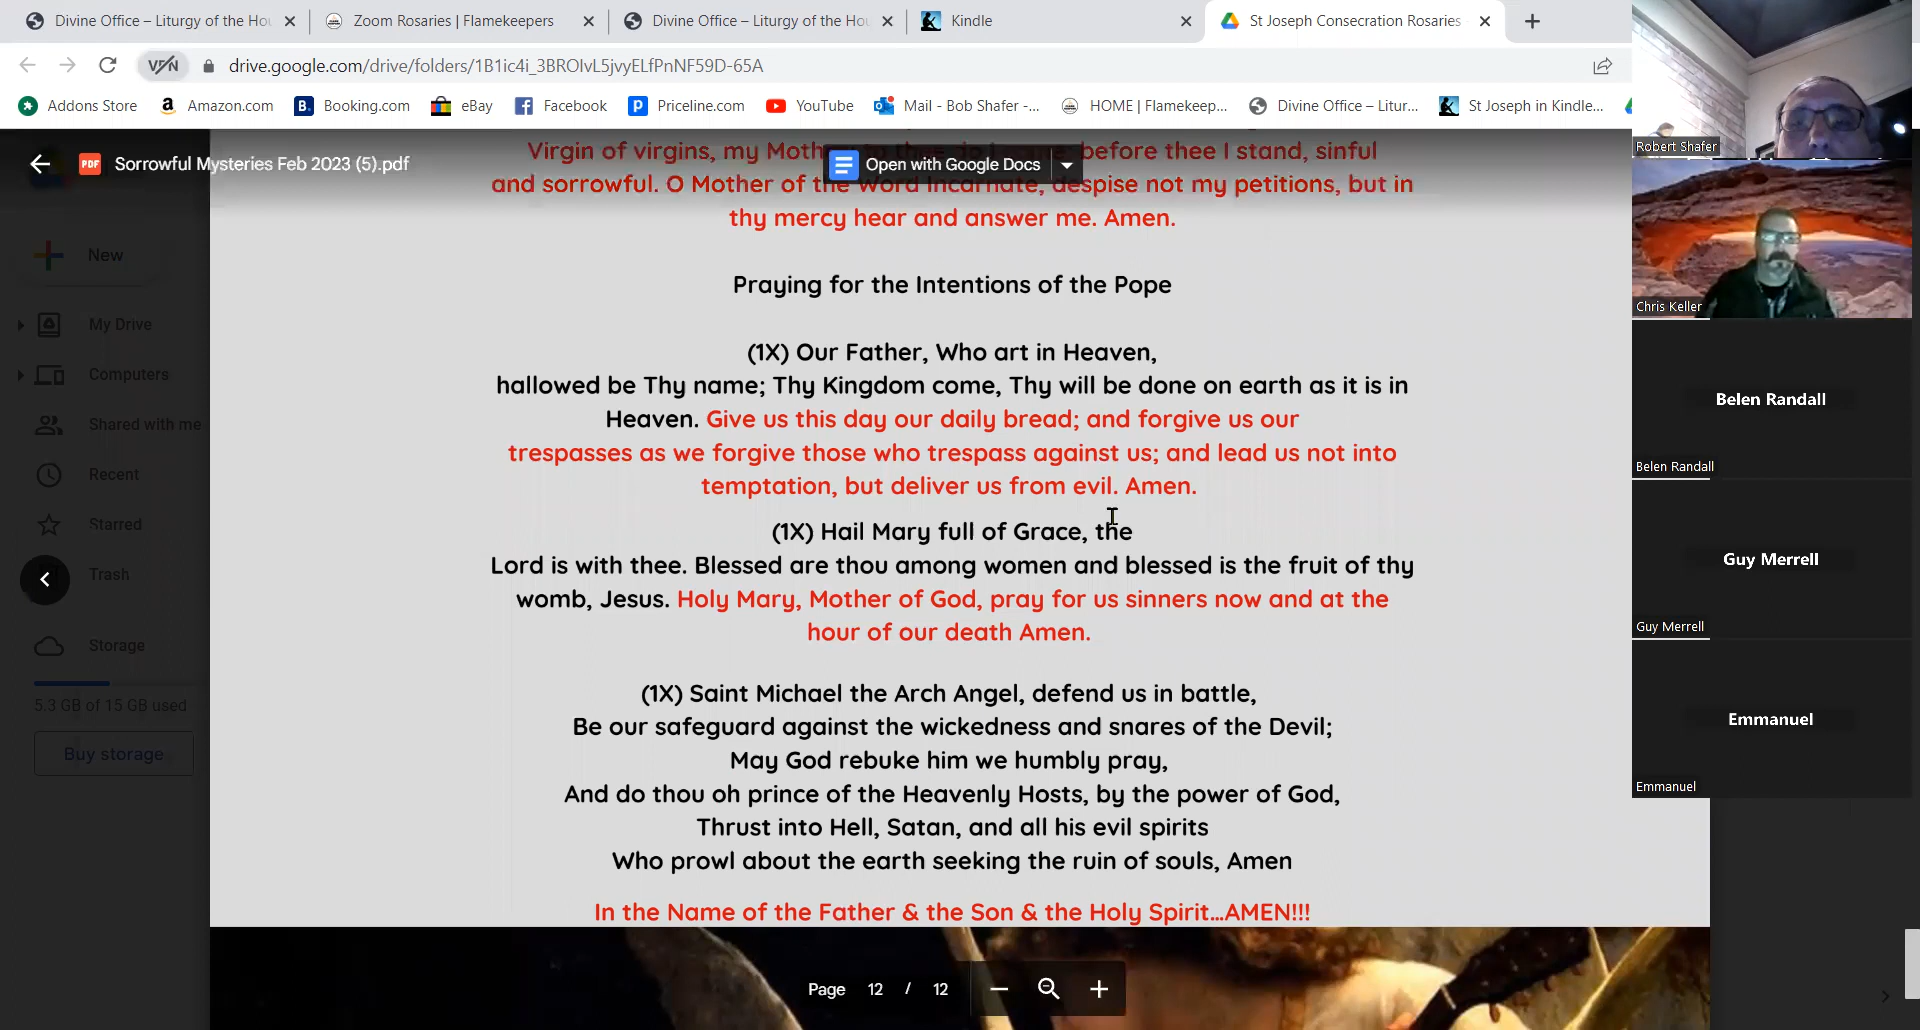 Divine Office – Liturgy of the Hou
Zoom Rosaries | Flamekeepers
Divine Office – Liturgy of the Hou
Kindle
St Joseph Consecration Rosaries
VPN
drive.google.com/drive/folders/1B1ic4i_3BROIvL5jvyELfPnNF59D-65A
Addons Store
Amazon.com
Booking.com
eBay
Facebook
Priceline.com
YouTube
Mail - Bob Shafer -...
HOME | Flamekeep...
Divine Office – Litur...
St Joseph in Kindle...
PDF
Sorrowful Mysteries Feb 2023 (5).pdf
Open with Google Docs
New
My Drive
Computers
Shared with me
Recent
Starred
Trash
Storage
5.3 GB of 15 GB used
Buy storage
Virgin of virgins, my Mother before thee I stand, sinful
and sorrowful. O Mother of the Word Incarnate, despise not my petitions, but in
thy mercy hear and answer me. Amen.
Praying for the Intentions of the Pope
(1X) Our Father, Who art in Heaven,
hallowed be Thy name; Thy Kingdom come, Thy will be done on earth as it is in
Heaven. Give us this day our daily bread; and forgive us our
trespasses as we forgive those who trespass against us; and lead us not into
temptation, but deliver us from evil. Amen.
(1X) Hail Mary full of Grace, the
Lord is with thee. Blessed are thou among women and blessed is the fruit of thy
womb, Jesus. Holy Mary, Mother of God, pray for us sinners now and at the
hour of our death Amen.
(1X) Saint Michael the Arch Angel, defend us in battle,
Be our safeguard against the wickedness and snares of the Devil;
May God rebuke him we humbly pray,
And do thou oh prince of the Heavenly Hosts, by the power of God,
Thrust into Hell, Satan, and all his evil spirits
Who prowl about the earth seeking the ruin of souls, Amen
In the Name of the Father & the Son & the Holy Spirit...AMEN!!!
Page 12 / 12
Robert Shafer
Chris Keller
Belen Randall
Belen Randall
Guy Merrell
Guy Merrell
Emmanuel
Emmanuel